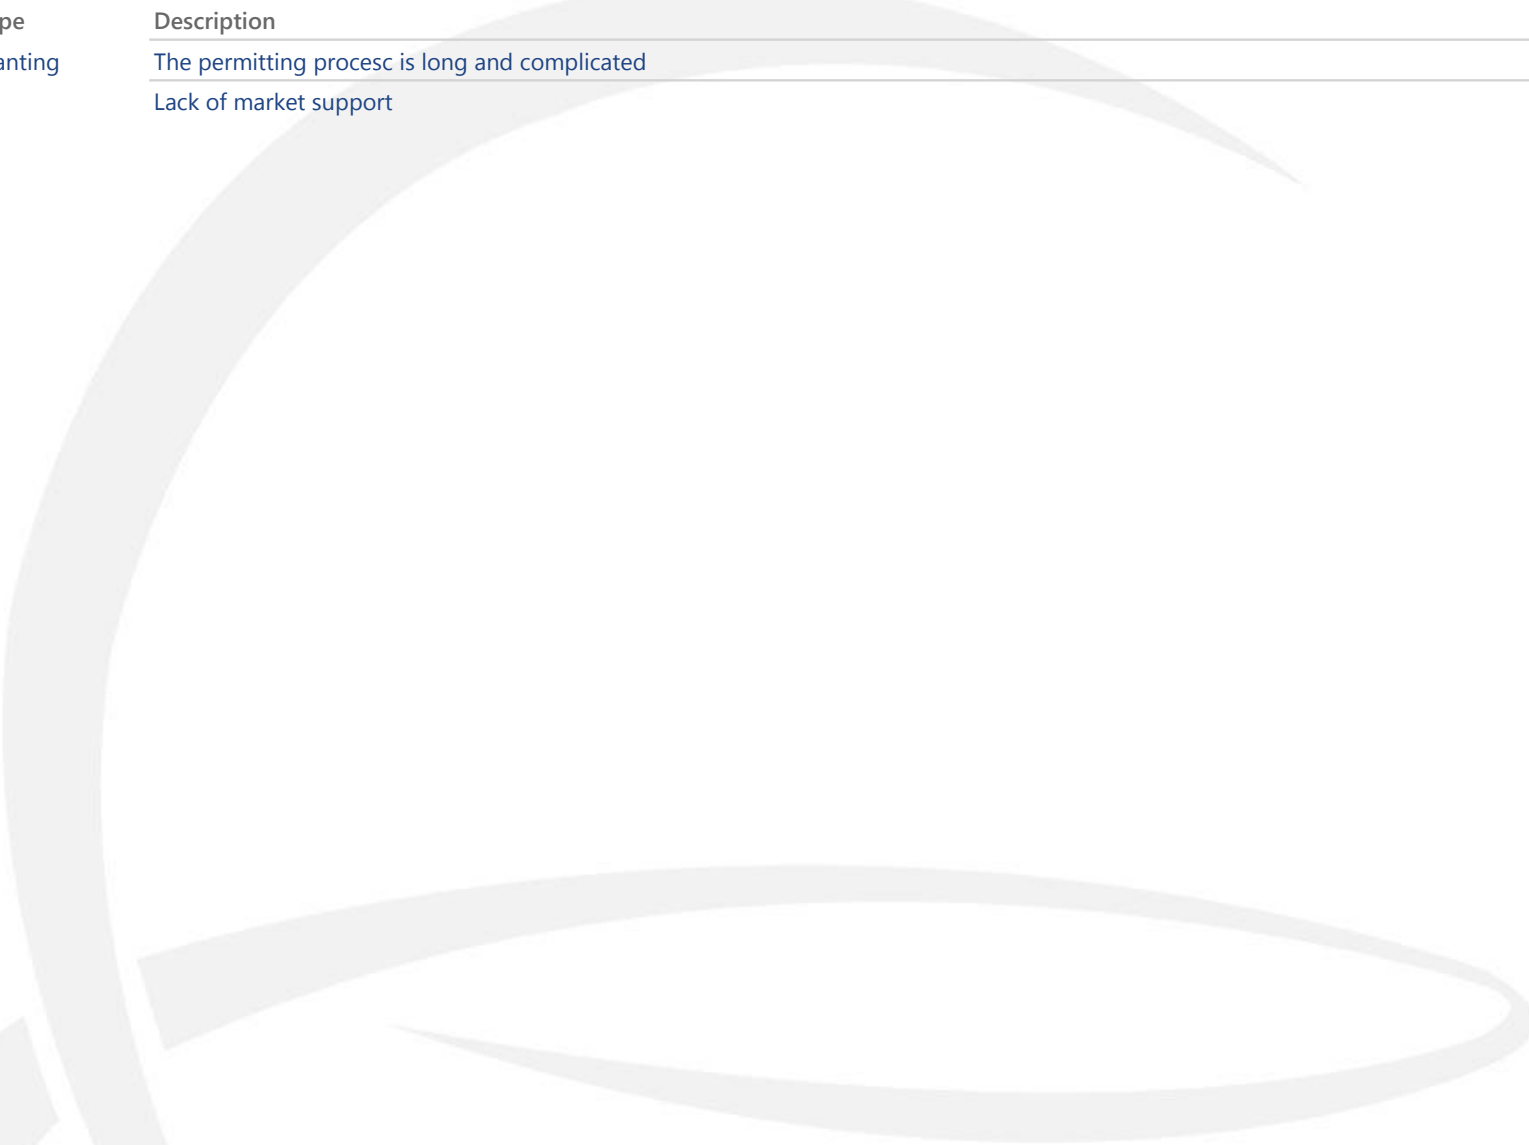 pe Description
anting The permitting procesc is long and complicated
Lack of market support